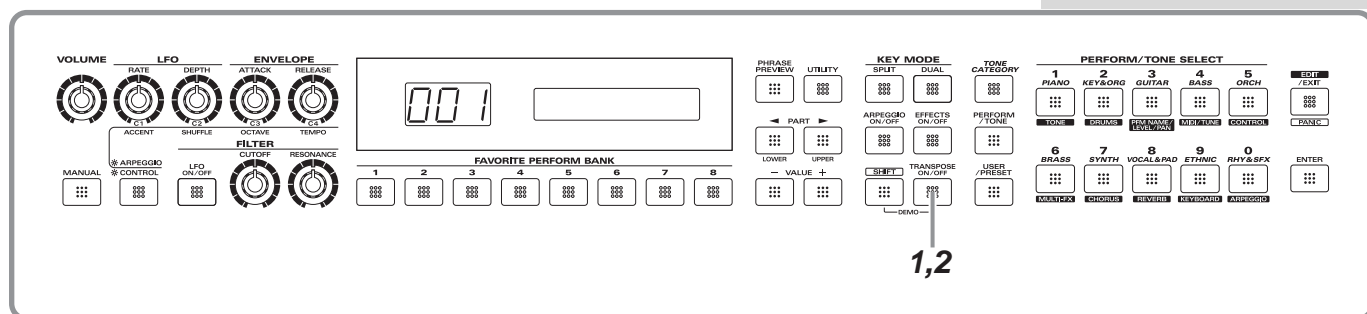 VOLUME
LFO
ENVELOPE
RATE
DEPTH
ATTACK
RELEASE
C1
C2
C3
C4
ACCENT
SHUFFLE
OCTAVE
TEMPO
FILTER
CUTOFF
RESONANCE
MANUAL
ARPEGGIO
CONTROL
LFO
ON/OFF
001
FAVORITE PERFORM BANK
1 2 3 4 5 6 7 8
PHRASE
PREVIEW
UTILITY
◄ PART ►
LOWER
UPPER
− VALUE +
KEY MODE
SPLIT
DUAL
ARPEGGIO
ON/OFF
EFFECTS
ON/OFF
SHIFT
TRANSPOSE
ON/OFF
DEMO
1,2
TONE
CATEGORY
PERFORM
/TONE
USER
/PRESET
PERFORM/TONE SELECT
1 2 3 4 5
PIANO KEY&ORG GUITAR BASS ORCH
TONE
DRUMS
PFM NAME/
LEVEL/PAN
MIDI/TUNE
CONTROL
6 7 8 9 0
BRASS SYNTH VOCAL&PAD ETHNIC RHY&SFX
MULTI-FX
CHORUS
REVERB
KEYBOARD
ARPEGGIO
EDIT
/EXIT
PANIC
ENTER